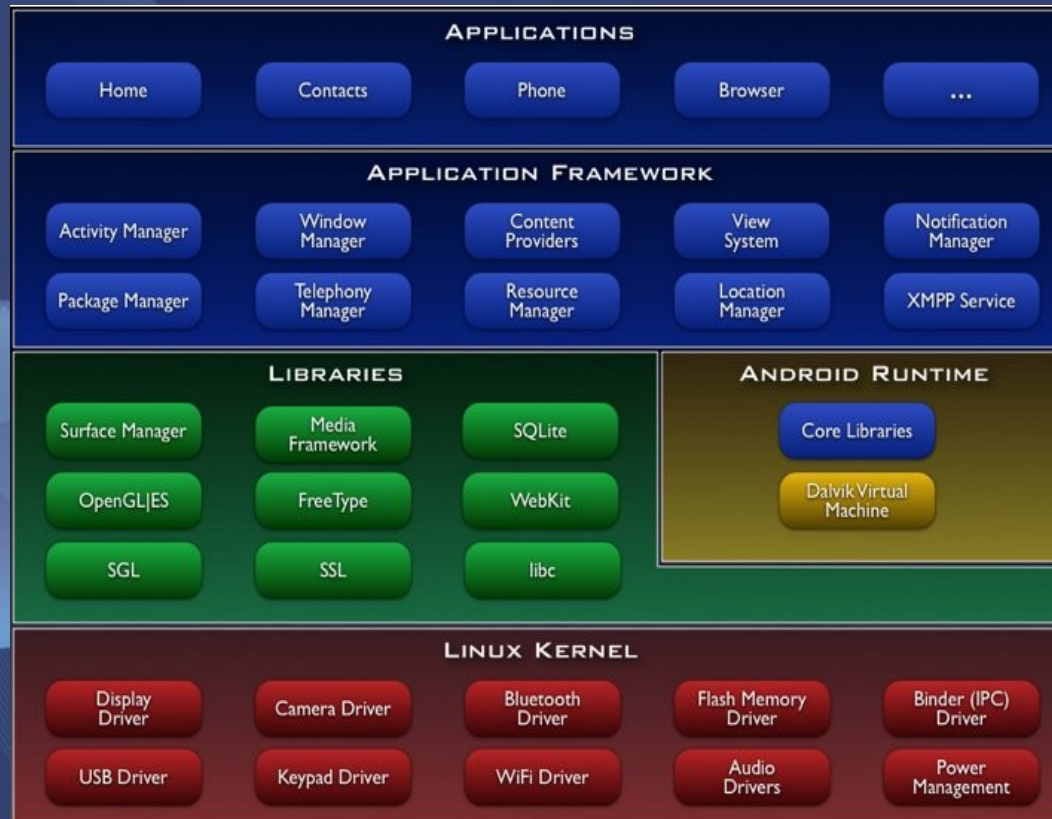 APPLICATIONS
Home
Contacts
Phone
Browser
...
APPLICATION FRAMEWORK
Activity Manager
Window
Manager
Content
Providers
View
System
Notification
Manager
Package Manager
Telephony
Manager
Resource
Manager
Location
Manager
XMPP Service
LIBRARIES
Surface Manager
Media
Framework
SQLite
OpenGL|ES
FreeType
WebKit
SGL
SSL
libc
ANDROID RUNTIME
Core Libraries
Dalvik Virtual
Machine
LINUX KERNEL
Display
Driver
Camera Driver
Bluetooth
Driver
Flash Memory
Driver
Binder (IPC)
Driver
USB Driver
Keypad Driver
WiFi Driver
Audio
Drivers
Power
Management